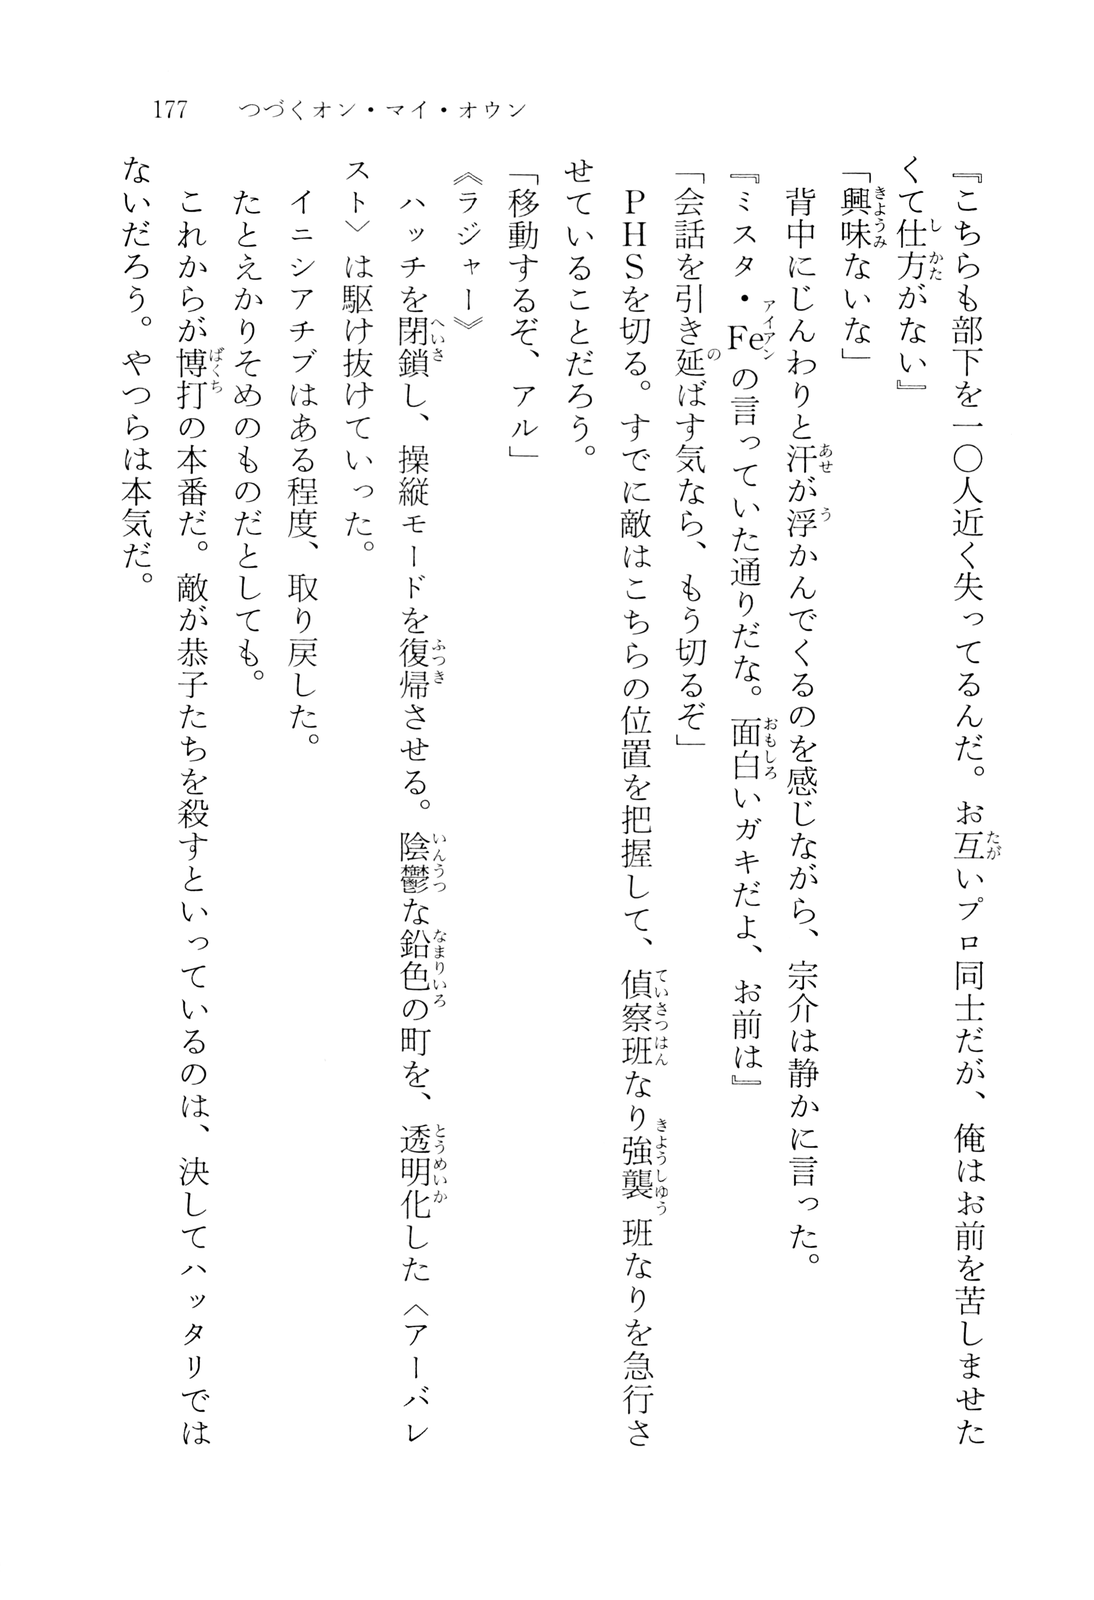 177 つづくオン・マイ・オウン
『こちらも部下を一〇人近く失ってるんだ。お互いプロ同士だが、俺はお前を苦しませた
くて仕方がない』
「興味ないな」
背中にじんわりと汗が浮かんでくるのを感じながら、宗介は静かに言った。
『ミスタ・Feの言っていた通りだな。面白いガキだよ、お前は』
「会話を引き延ばす気なら、もう切るぞ」
PHSを切る。すでに敵はこちらの位置を把握して、偵察班なり強襲班なりを急行さ
せていることだろう。
「移動するぞ、アル」
《ラジャー》
ハッチを閉鎖し、操縦モードを復帰させる。陰鬱な鉛色の町を、透明化した〈アーバレ
スト〉は駆け抜けていった。
イニシアチブはある程度、取り戻した。
たとえかりそめのものだとしても。
これからが博打の本番だ。敵が恭子たちを殺すといっているのは、決してハッタリでは
ないだろう。やつらは本気だ。